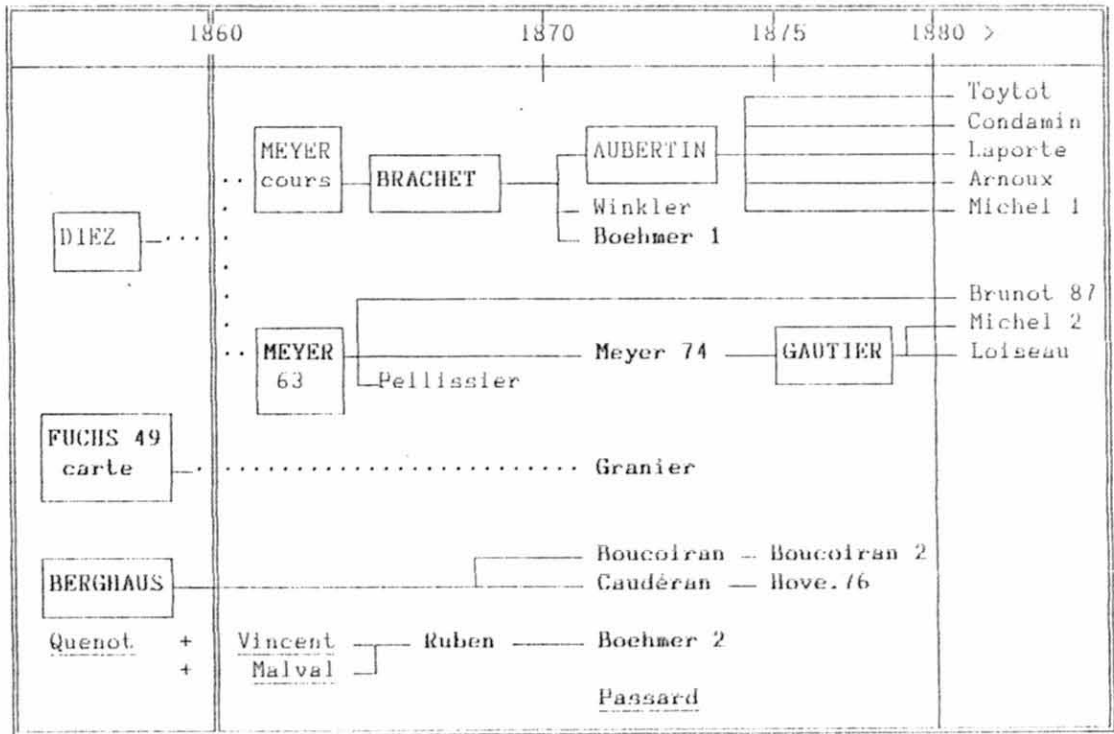 1860 1870 1875 1880 >
Toytot
MEYER AUBERTIN Condamin
cours BRACHET Laporte
Arnoux
Winkler Michel 1
DIEZ Boehmer 1
Brunot 87
Michel 2
MEYER Meyer 74 GAUTIER Loiseau
63 Pellissier
FUCHS 49
carte Granier
Boucoiran Boucoiran 2
BERGHAUS Caudéran Hove.76
Quenot + Vincent Ruben Boehmer 2
+ Malval
Passard